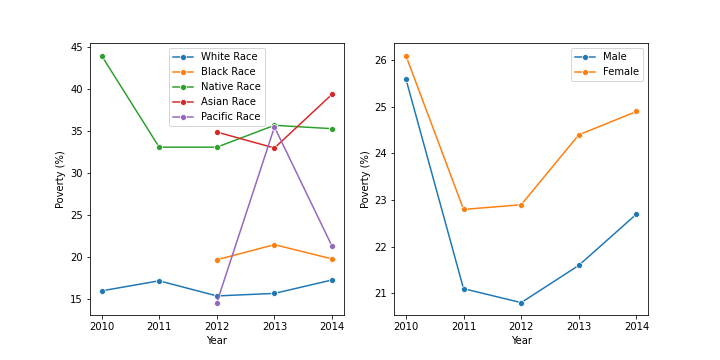 45
40
35
30
25
20
15
Poverty (%)
2010 2011 2012 2013 2014
Year
White Race
Black Race
Native Race
Asian Race
Pacific Race
26
25
24
23
22
21
Poverty (%)
2010 2011 2012 2013 2014
Year
Male
Female